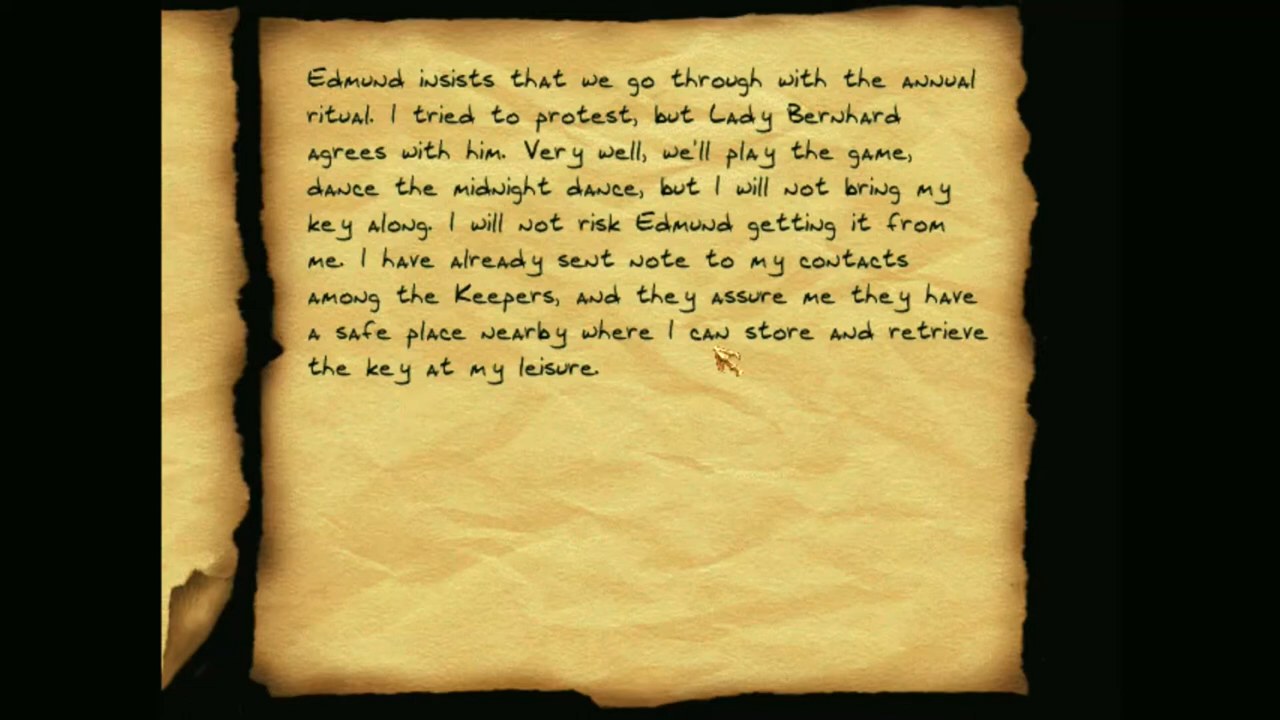 Edmund insists that we go through with the annual
ritual. I tried to protest, but Lady Bernhard
agrees with him. Very well, we'll play the game,
dance the midnight dance, but I will not bring my
key along. I will not risk Edmund getting it from
me. I have already sent note to my contacts
among the Keepers, and they assure me they have
a safe place nearby where I can store and retrieve
the key at my leisure.